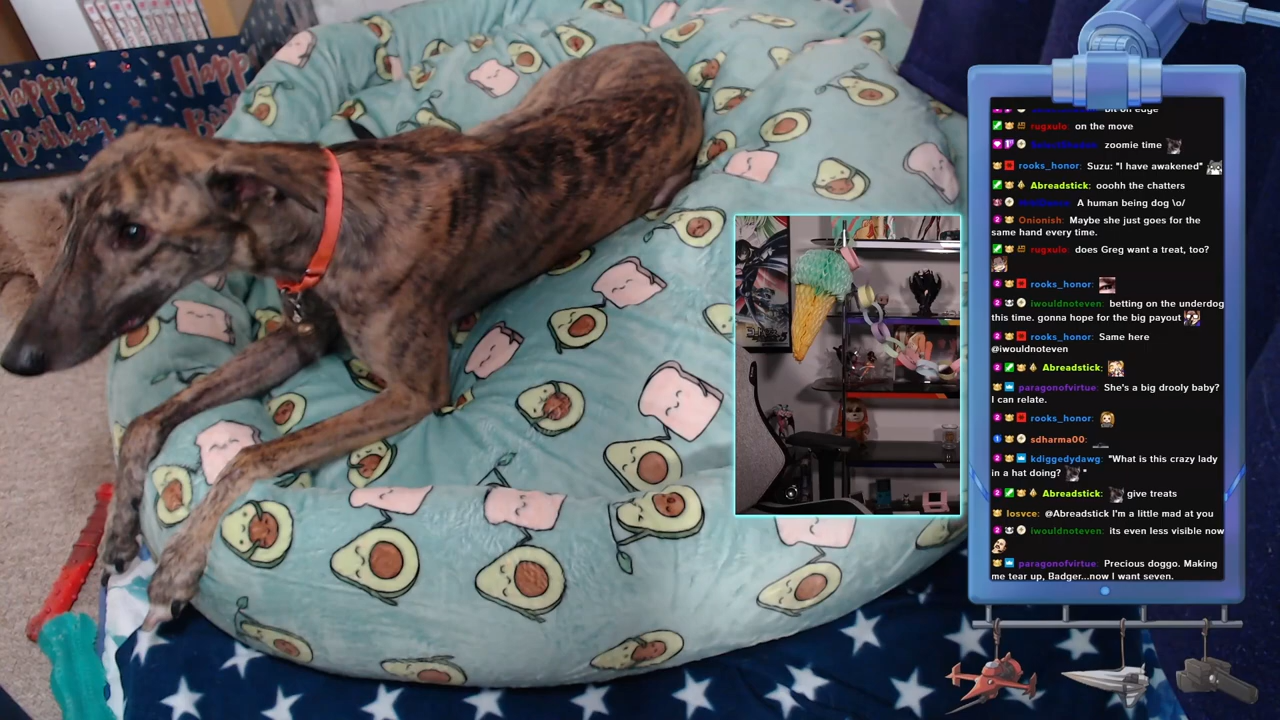 Happy
Birthday
Happ
Bi
bit on edge
rugxulo: on the move
zoomie time
rooks_honor: Suzu: "I have awakened"
Abreadstick: ooohh the chatters
A human being dog \o/
Onionish: Maybe she just goes for the
same hand every time.
rugxulo: does Greg want a treat, too?
rooks_honor:
iwouldnoteven: betting on the underdog
this time. gonna hope for the big payout
rooks_honor: Same here
@iwouldnoteven
Abreadstick:
paragonofvirtue: She's a big drooly baby?
I can relate.
rooks_honor:
sdharma00:
kdiggedydawg: "What is this crazy lady
in a hat doing? "
Abreadstick: give treats
losvce: @Abreadstick I'm a little mad at you
iwouldnoteven: its even less visible now
paragonofvirtue: Precious doggo. Making
me tear up, Badger...now I want seven.